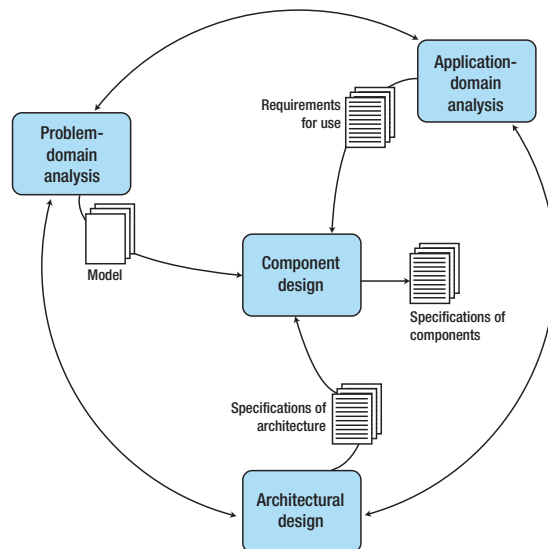 Application-
domain
analysis
Requirements
for use
Problem-
domain
analysis
Model
Component
design
Specifications of
components
Specifications of
architecture
Architectural
design